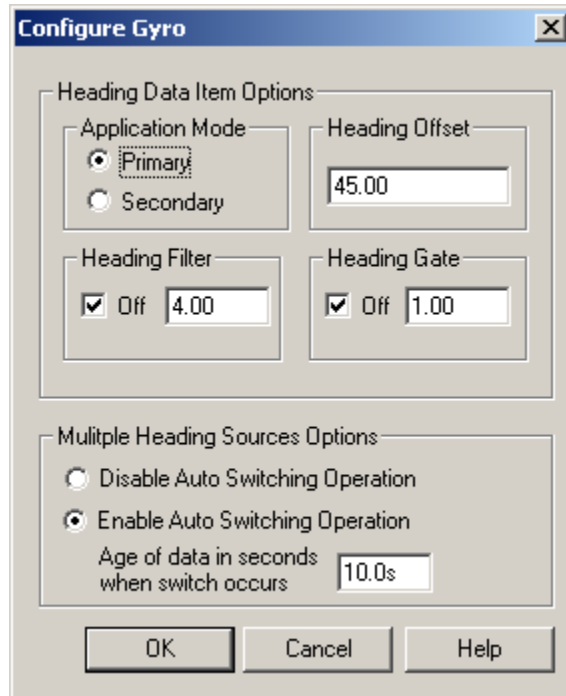 Configure Gyro
Heading Data Item Options
Application Mode
Primary
Secondary
Heading Offset
45.00
Heading Filter
Off 4.00
Heading Gate
Off 1.00
Mulitple Heading Sources Options
Disable Auto Switching Operation
Enable Auto Switching Operation
Age of data in seconds
when switch occurs
10.0s
OK Cancel Help